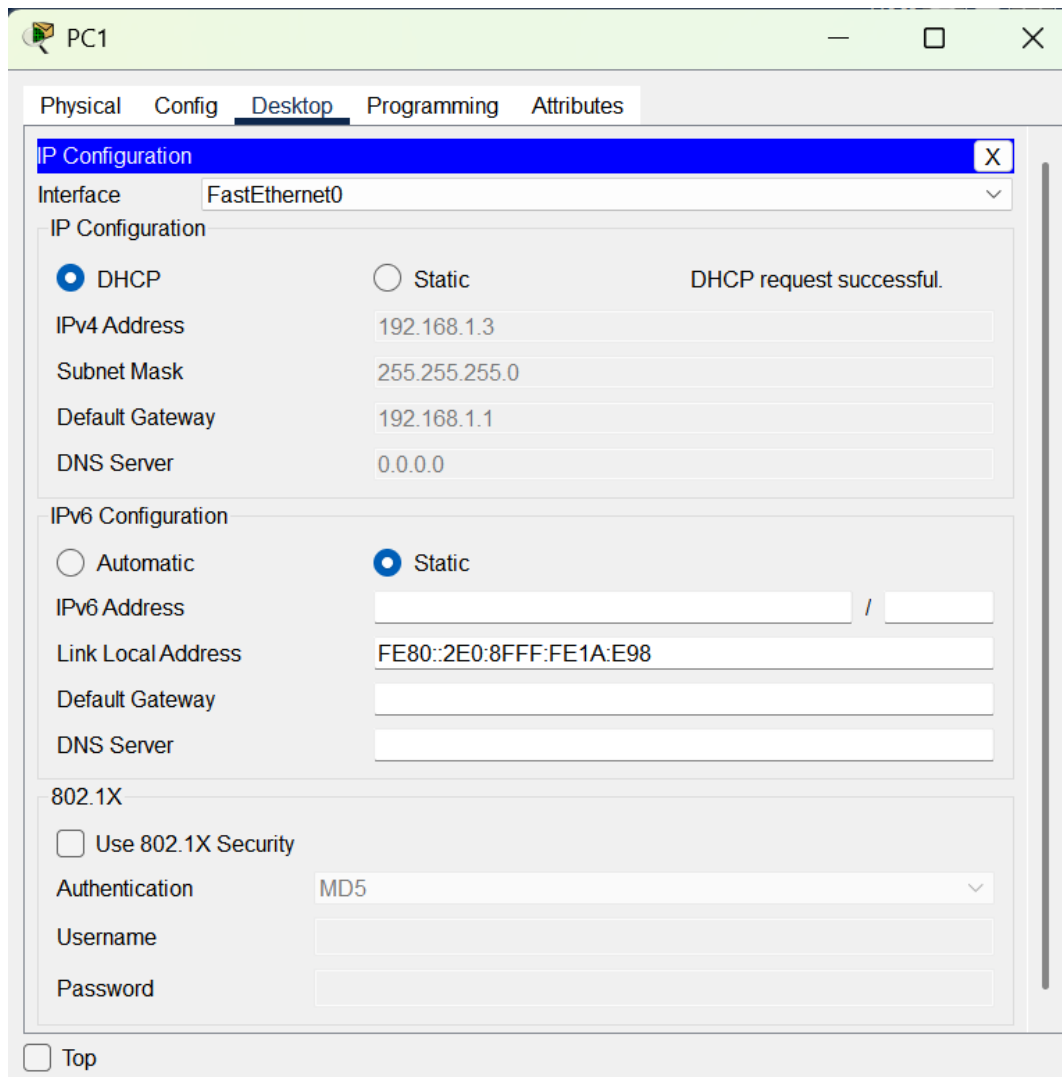 PC1
Physical Config Desktop Programming Attributes
IP Configuration X
Interface FastEthernet0
IP Configuration
DHCP Static DHCP request successful.
IPv4 Address 192.168.1.3
Subnet Mask 255.255.255.0
Default Gateway 192.168.1.1
DNS Server 0.0.0.0
IPv6 Configuration
Automatic Static
IPv6 Address /
Link Local Address FE80::2E0:8FFF:FE1A:E98
Default Gateway
DNS Server
802.1X
Use 802.1X Security
Authentication MD5
Username
Password
Top